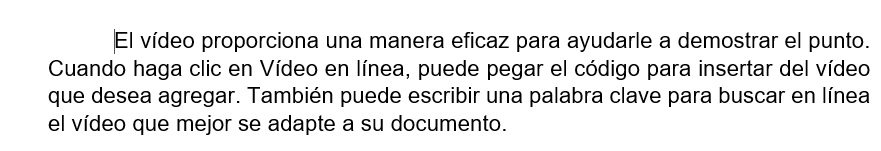 El vídeo proporciona una manera eficaz para ayudarle a demostrar el punto.
Cuando haga clic en Vídeo en línea, puede pegar el código para insertar del vídeo
que desea agregar. También puede escribir una palabra clave para buscar en línea
el vídeo que mejor se adapte a su documento.